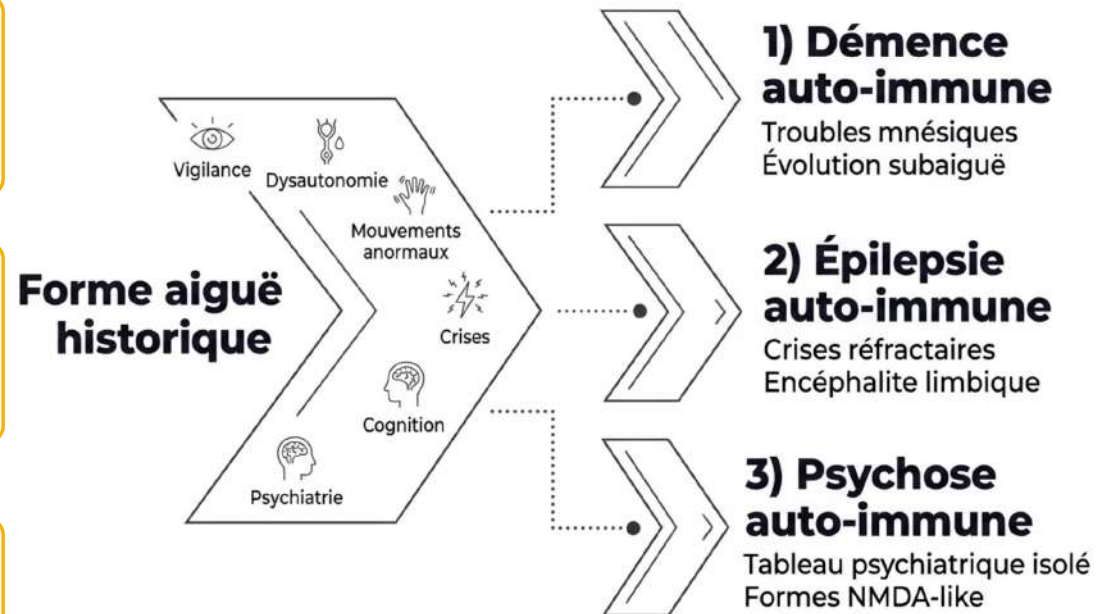 Forme aiguë
historique
Vigilance
Dysautonomie
Mouvements
anormaux
Crises
Cognition
Psychiatrie
1) Démence
auto-immune
Troubles mnésiques
Évolution subaiguë
2) Épilepsie
auto-immune
Crises réfractaires
Encéphalite limbique
3) Psychose
auto-immune
Tableau psychiatrique isolé
Formes NMDA-like